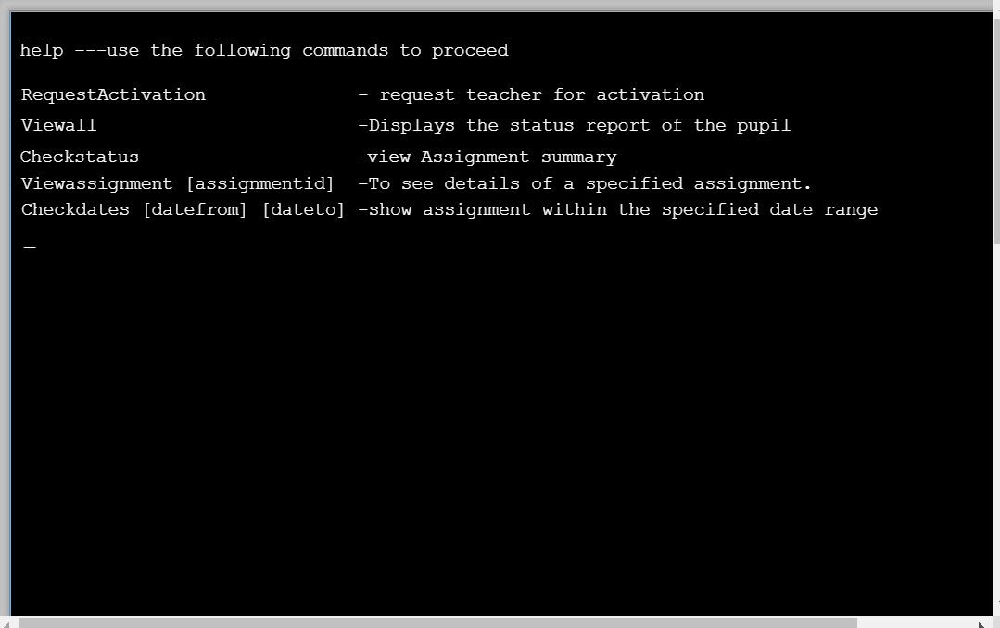 help ---use the following commands to proceed
RequestActivation - request teacher for activation
Viewall -Displays the status report of the pupil
Checkstatus -view Assignment summary
Viewassignment [assignmentid] -To see details of a specified assignment.
Checkdates [datefrom] [dateto] -show assignment within the specified date range
_